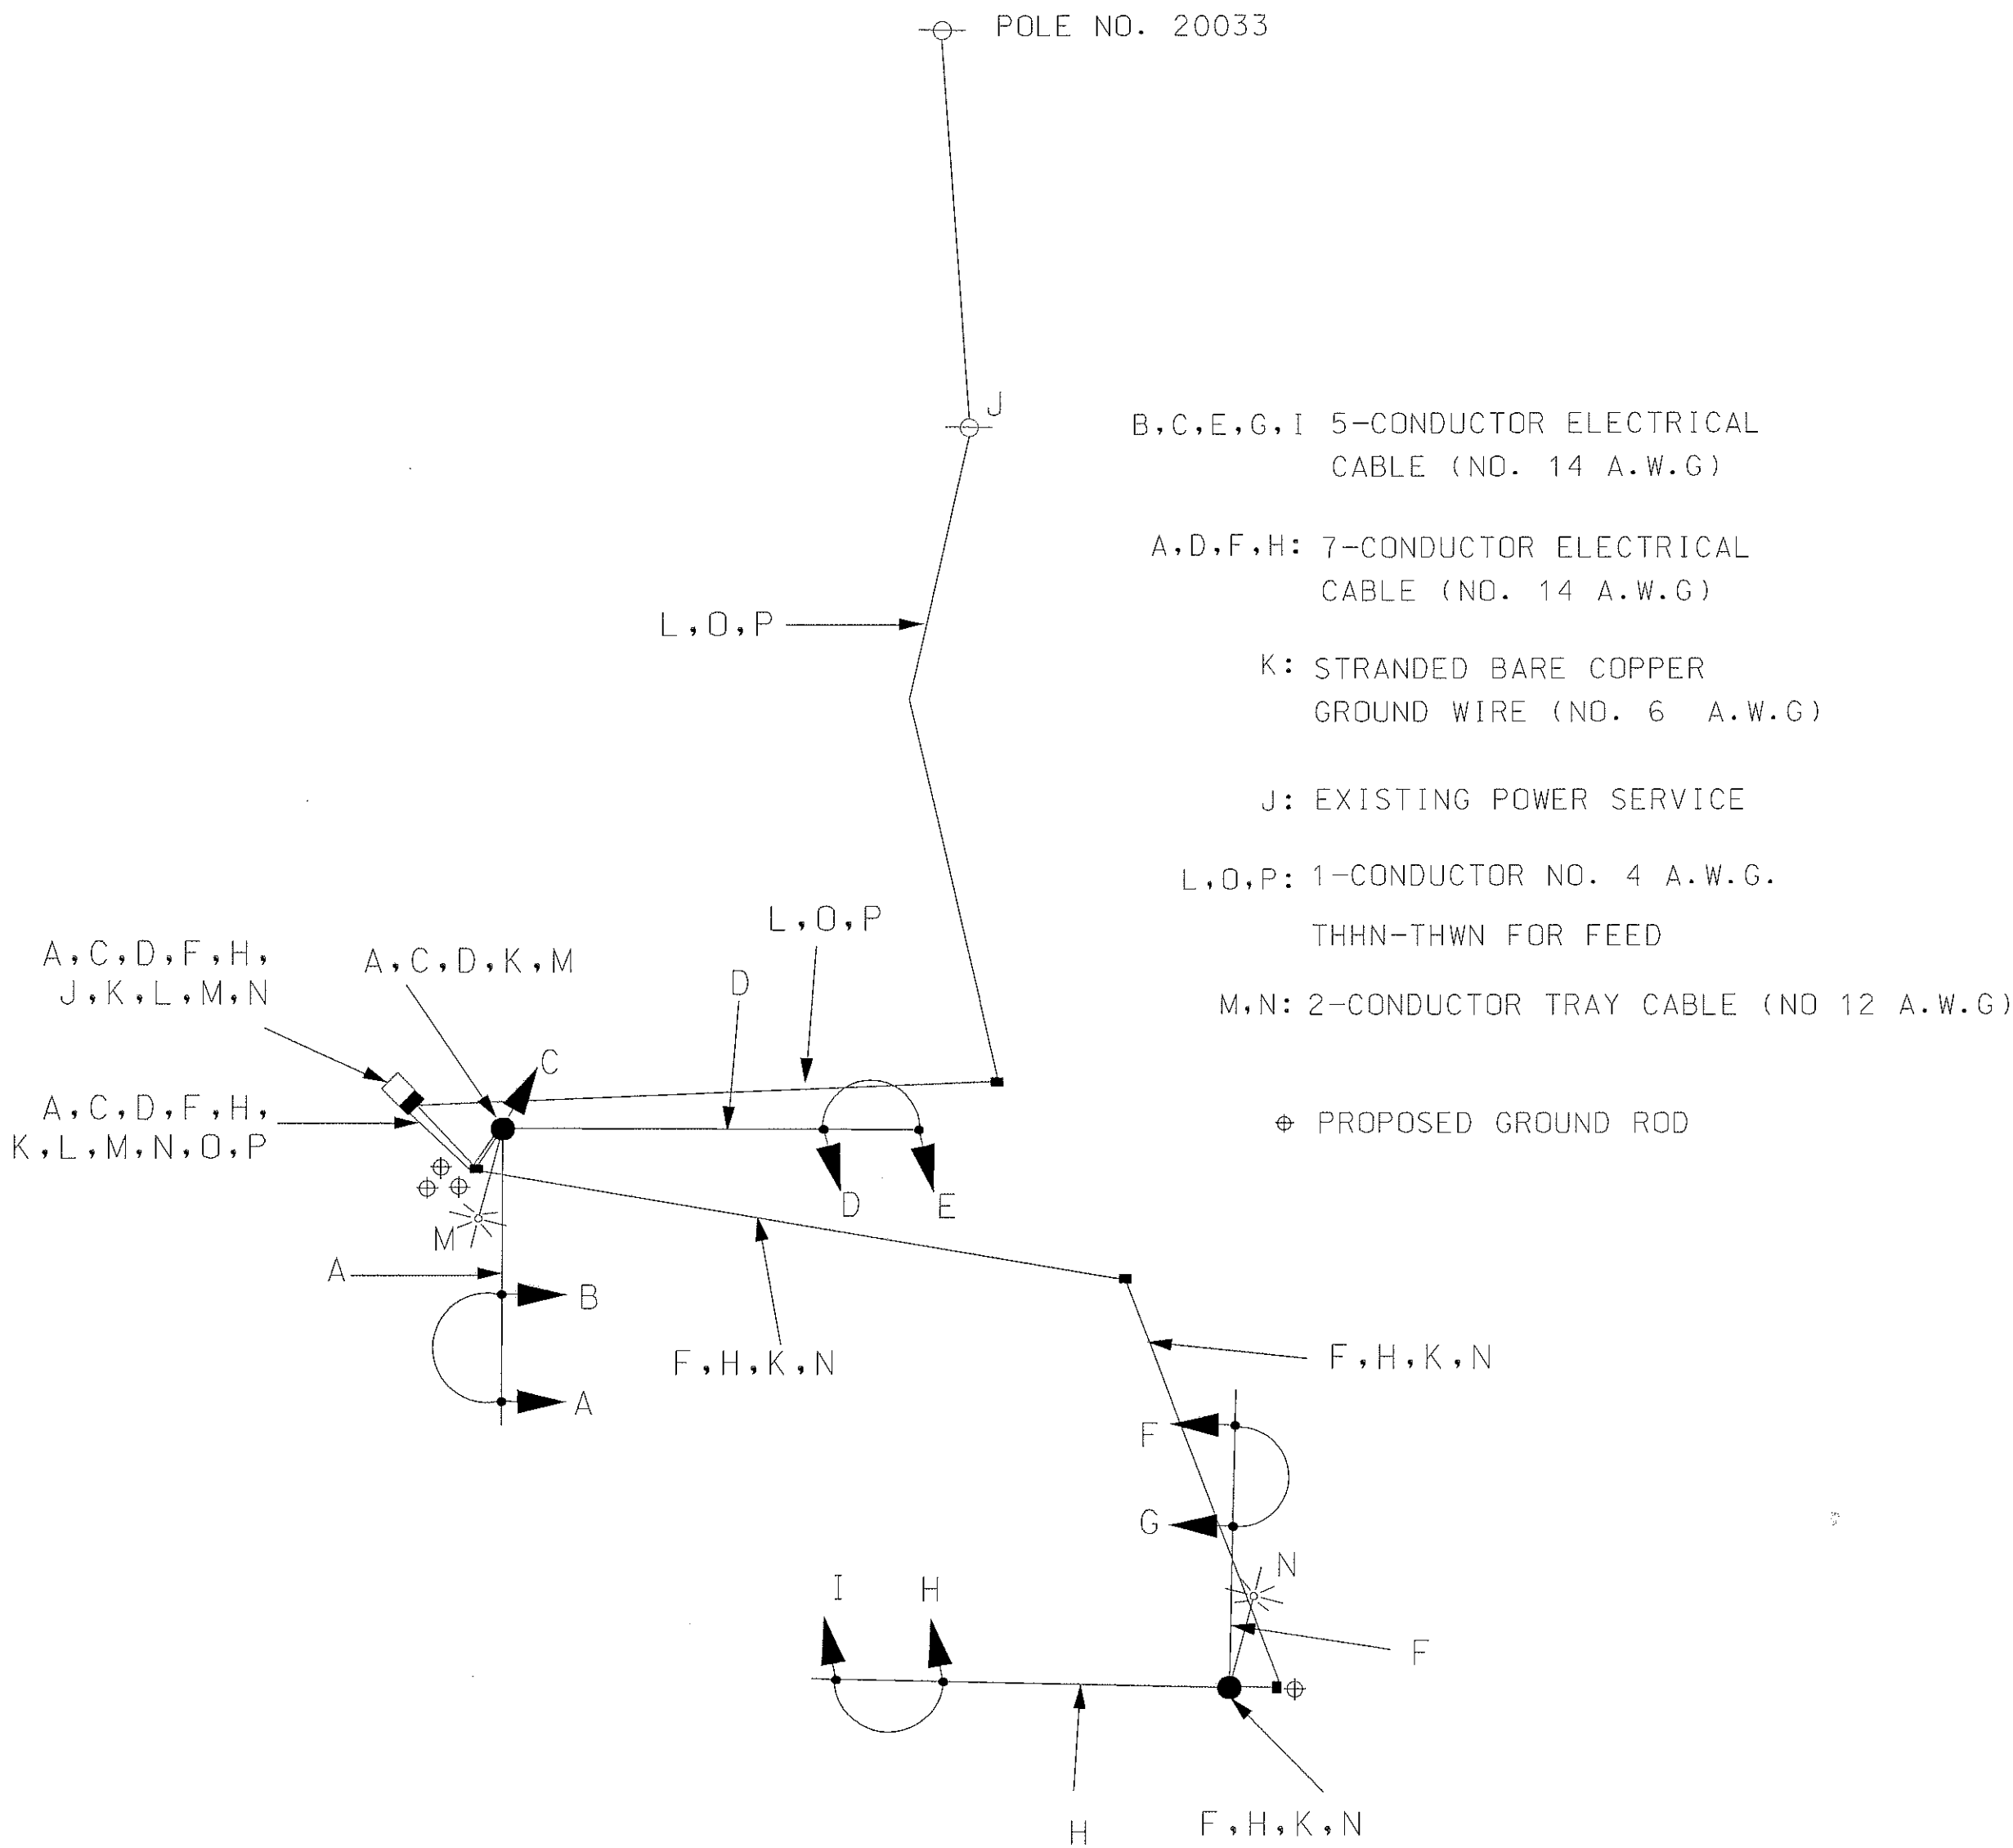 POLE NO. 20033
J
B,C,E,G,I 5-CONDUCTOR ELECTRICAL
CABLE (NO. 14 A.W.G)
A,D,F,H: 7-CONDUCTOR ELECTRICAL
CABLE (NO. 14 A.W.G)
L,O,P
K: STRANDED BARE COPPER
GROUND WIRE (NO. 6 A.W.G)
J: EXISTING POWER SERVICE
L,O,P: 1-CONDUCTOR NO. 4 A.W.G.
THHN-THWN FOR FEED
M,N: 2-CONDUCTOR TRAY CABLE (NO 12 A.W.G)
PROPOSED GROUND ROD
L,O,P
A,C,D,F,H,
J,K,L,M,N
A,C,D,K,M
D
C
A,C,D,F,H,
K,L,M,N,O,P
D
E
M
A
B
A
F,H,K,N
F,H,K,N
F
G
N
I
H
F
H
F,H,K,N